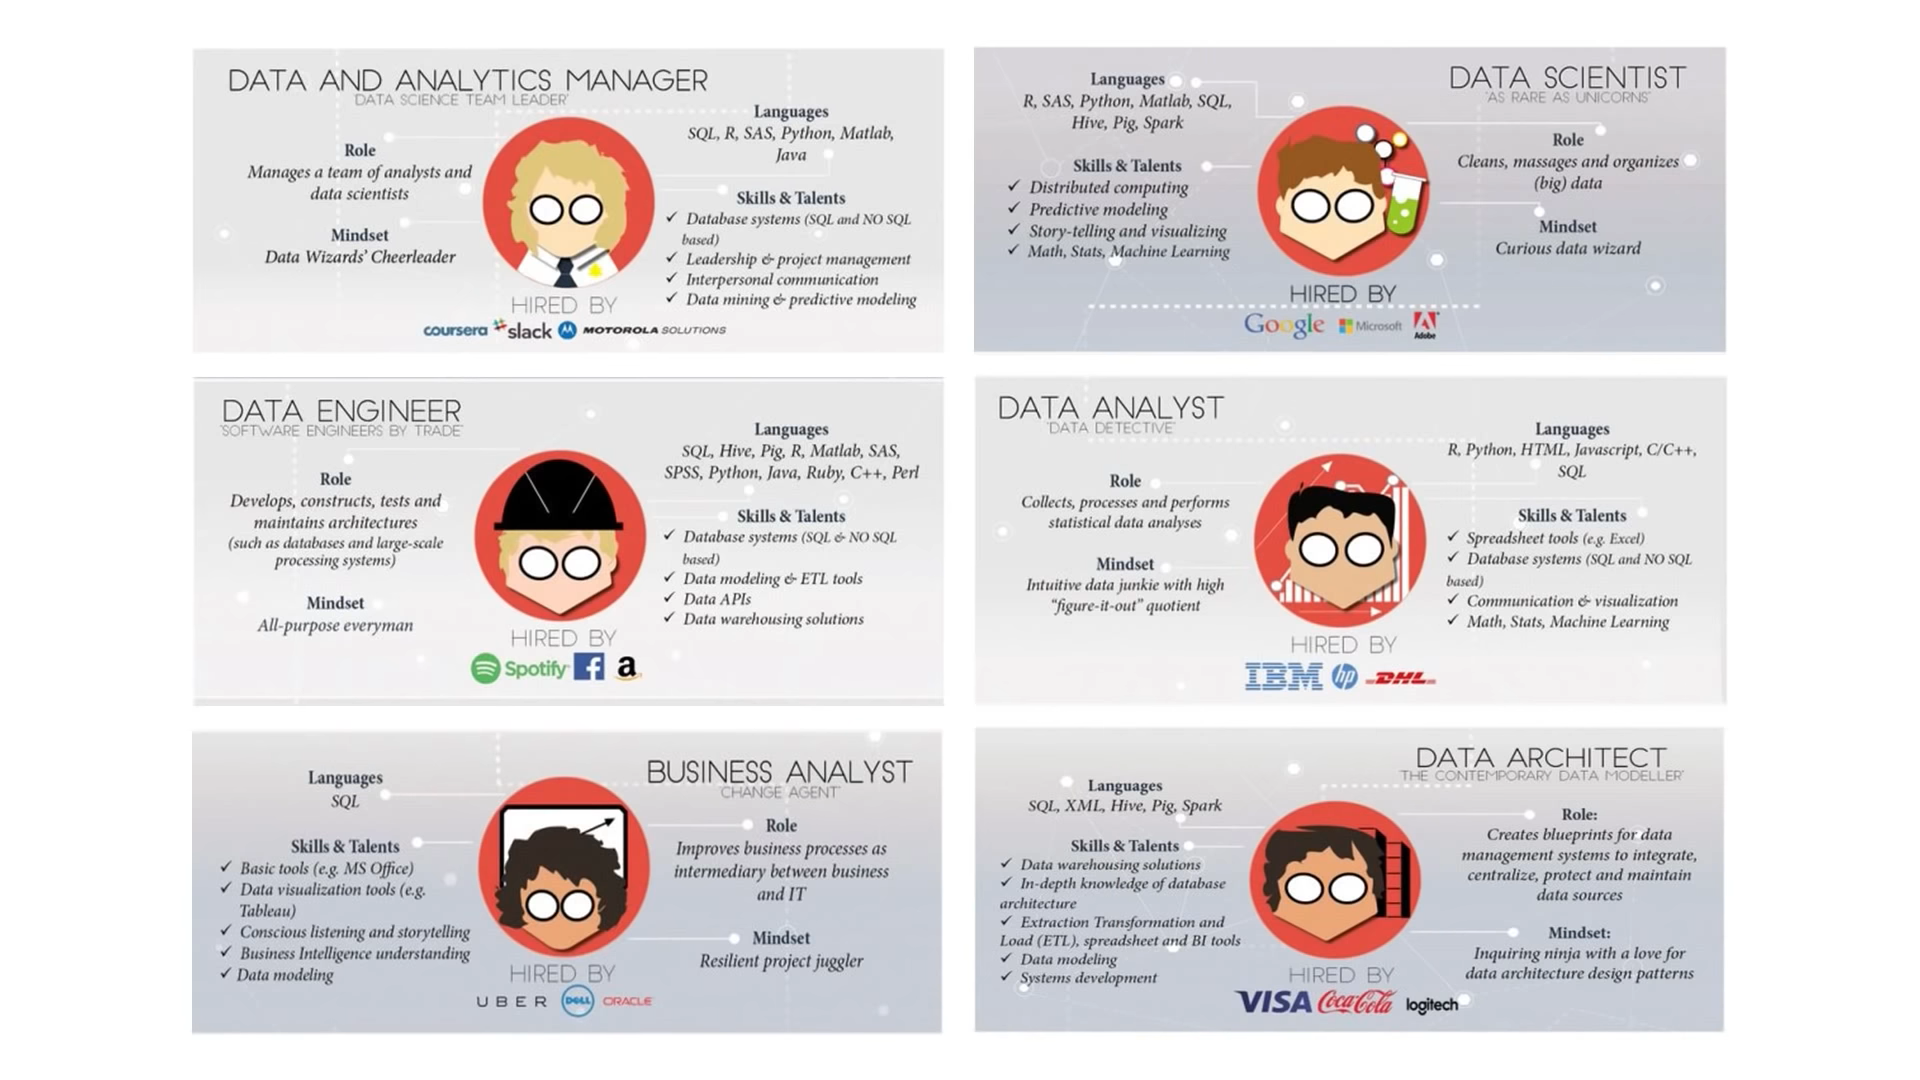 DATA AND ANALYTICS MANAGER
'DATA SCIENCE TEAM LEADER'
Role
Manages a team of analysts and
data scientists
Mindset
Data Wizards' Cheerleader
Languages
SQL, R, SAS, Python, Matlab,
Java
Skills & Talents
✓ Database systems (SQL and NO SQL
based)
✓ Leadership & project management
✓ Interpersonal communication
✓ Data mining & predictive modeling
HIRED BY
coursera slack MOTOROLA SOLUTIONS
DATA SCIENTIST
'AS RARE AS UNICORNS'
Languages
R, SAS, Python, Matlab, SQL,
Hive, Pig, Spark
Skills & Talents
✓ Distributed computing
✓ Predictive modeling
✓ Story-telling and visualizing
✓ Math, Stats, Machine Learning
Role
Cleans, massages and organizes
(big) data
Mindset
Curious data wizard
HIRED BY
Google Microsoft Adobe
DATA ENGINEER
'SOFTWARE ENGINEERS BY TRADE'
Role
Develops, constructs, tests and
maintains architectures
(such as databases and large-scale
processing systems)
Mindset
All-purpose everyman
Languages
SQL, Hive, Pig, R, Matlab, SAS,
SPSS, Python, Java, Ruby, C++, Perl
Skills & Talents
✓ Database systems (SQL & NO SQL
based)
✓ Data modeling & ETL tools
✓ Data APIs
✓ Data warehousing solutions
HIRED BY
Spotify f a
DATA ANALYST
'DATA DETECTIVE'
Role
Collects, processes and performs
statistical data analyses
Mindset
Intuitive data junkie with high
"figure-it-out" quotient
Languages
R, Python, HTML, Javascript, C/C++,
SQL
Skills & Talents
✓ Spreadsheet tools (e.g. Excel)
✓ Database systems (SQL and NO SQL
based)
✓ Communication & visualization
✓ Math, Stats, Machine Learning
HIRED BY
IBM hp DHL
BUSINESS ANALYST
'CHANGE AGENT'
Languages
SQL
Skills & Talents
✓ Basic tools (e.g. MS Office)
✓ Data visualization tools (e.g.
Tableau)
✓ Conscious listening and storytelling
✓ Business Intelligence understanding
✓ Data modeling
Role
Improves business processes as
intermediary between business
and IT
Mindset
Resilient project juggler
HIRED BY
UBER DELL ORACLE
DATA ARCHITECT
'THE CONTEMPORARY DATA MODELLER'
Languages
SQL, XML, Hive, Pig, Spark
Skills & Talents
✓ Data warehousing solutions
✓ In-depth knowledge of database
architecture
✓ Extraction Transformation and
Load (ETL), spreadsheet and BI tools
✓ Data modeling
✓ Systems development
Role:
Creates blueprints for data
management systems to integrate,
centralize, protect and maintain
data sources
Mindset:
Inquiring ninja with a love for
data architecture design patterns
HIRED BY
VISA Coca-Cola logitech